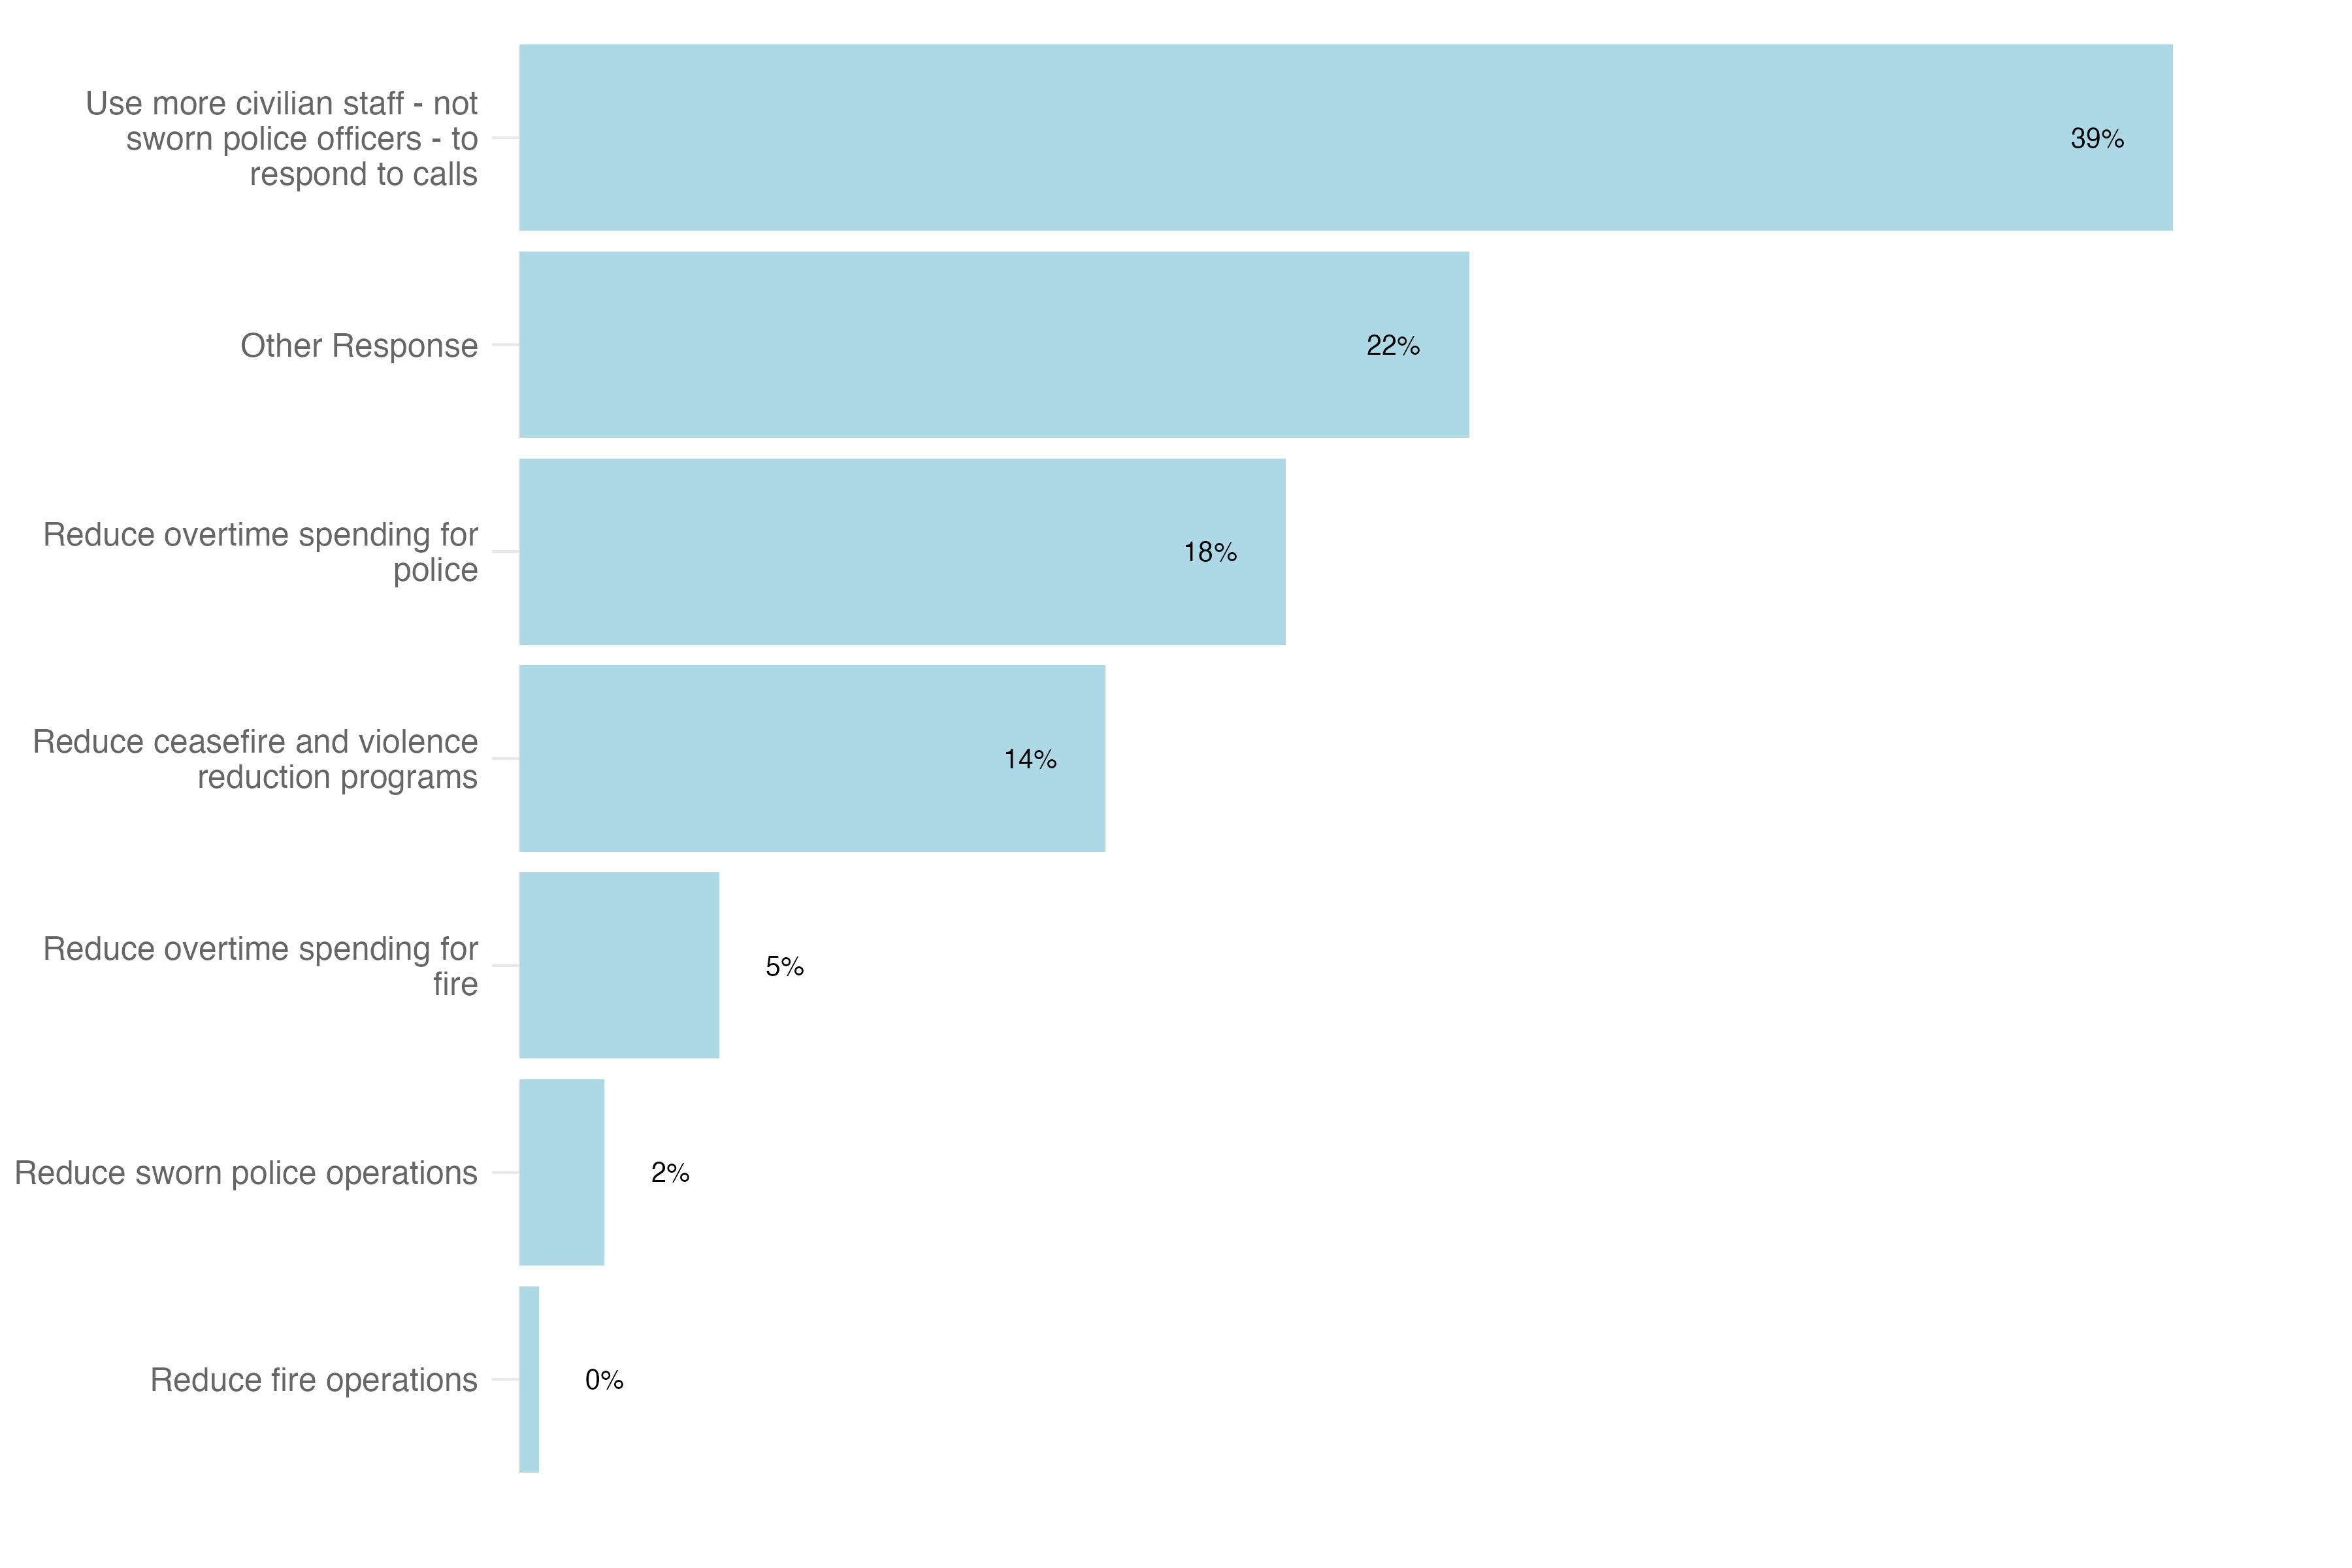 Use more civilian staff - not
sworn police officers - to
respond to calls
39%
Other Response
22%
Reduce overtime spending for
police
18%
Reduce ceasefire and violence
reduction programs
14%
Reduce overtime spending for
fire
5%
Reduce sworn police operations
2%
Reduce fire operations
0%